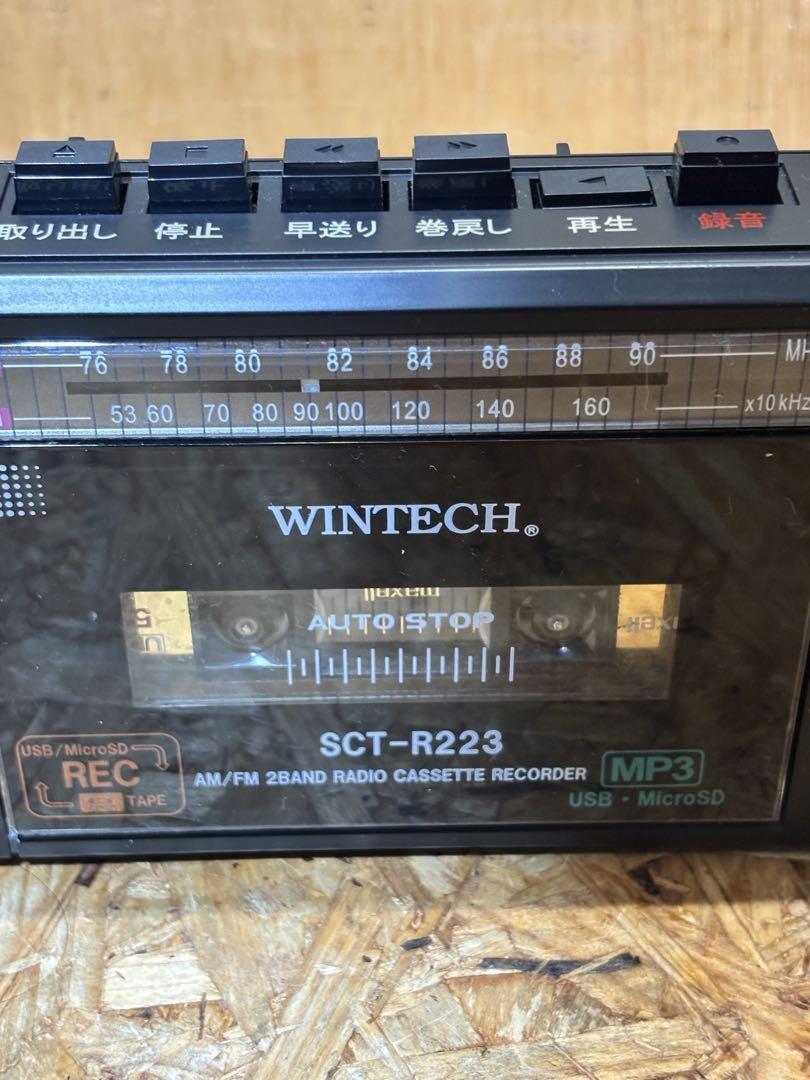 取り出し 停止 早送り 巻戻し 再生 録音
76 78 80 82 84 86 88 90 MH
53 60 70 80 90 100 120 140 160 x10 kHz
WINTECH®
maxell
AUTO STOP
SCT-R223
USB/MicroSD
REC
TAPE
AM/FM 2BAND RADIO CASSETTE RECORDER
MP3
USB・MicroSD